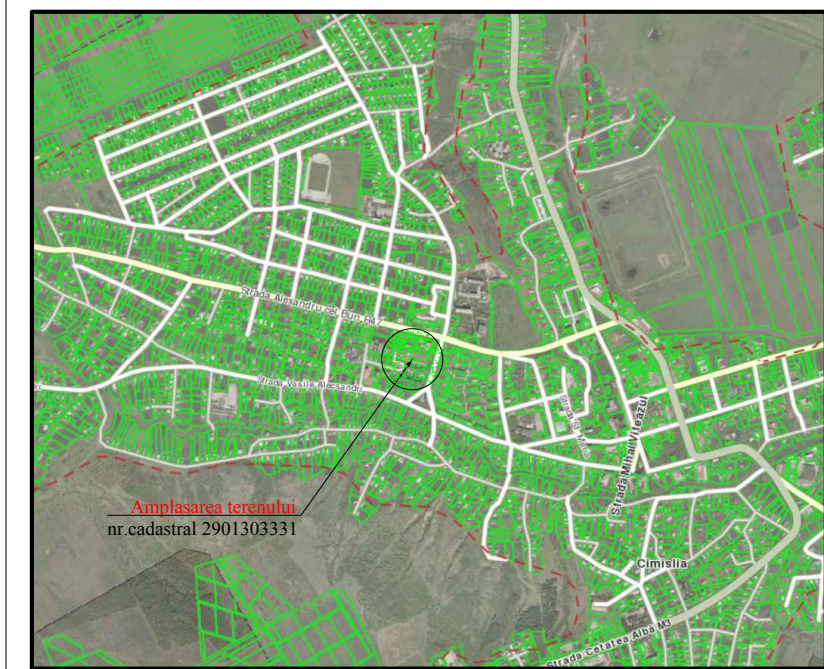 Strada Alexandru cel Bun R47
Strada Vasile Alecsandri
Strada Mihai Viteazul
Amplasarea terenului
nr.cadastral 2901303331
Cimislia
Strada Cetatea Albă M3